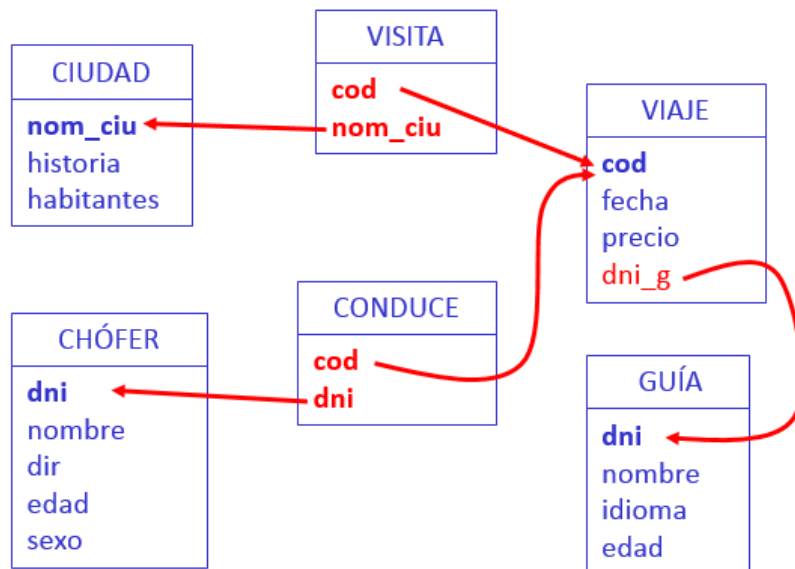 CIUDAD
nom_ciu
historia
habitantes
VISITA
cod
nom_ciu
VIAJE
cod
fecha
precio
dni_g
CHÓFER
dni
nombre
dir
edad
sexo
CONDUCE
cod
dni
GUÍA
dni
nombre
idioma
edad